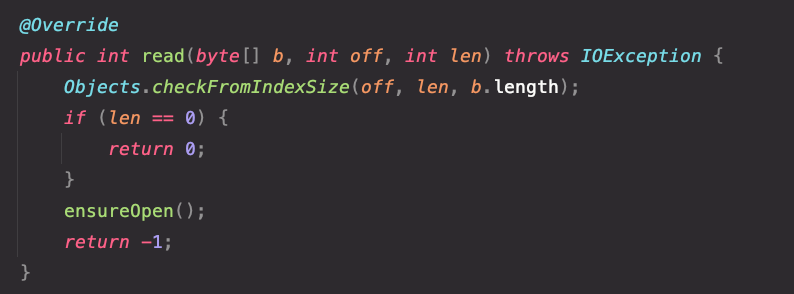 @Override
public int read(byte[] b, int off, int len) throws IOException {
    Objects.checkFromIndexSize(off, len, b.length);
    if (len == 0) {
        return 0;
    }
    ensureOpen();
    return -1;
}